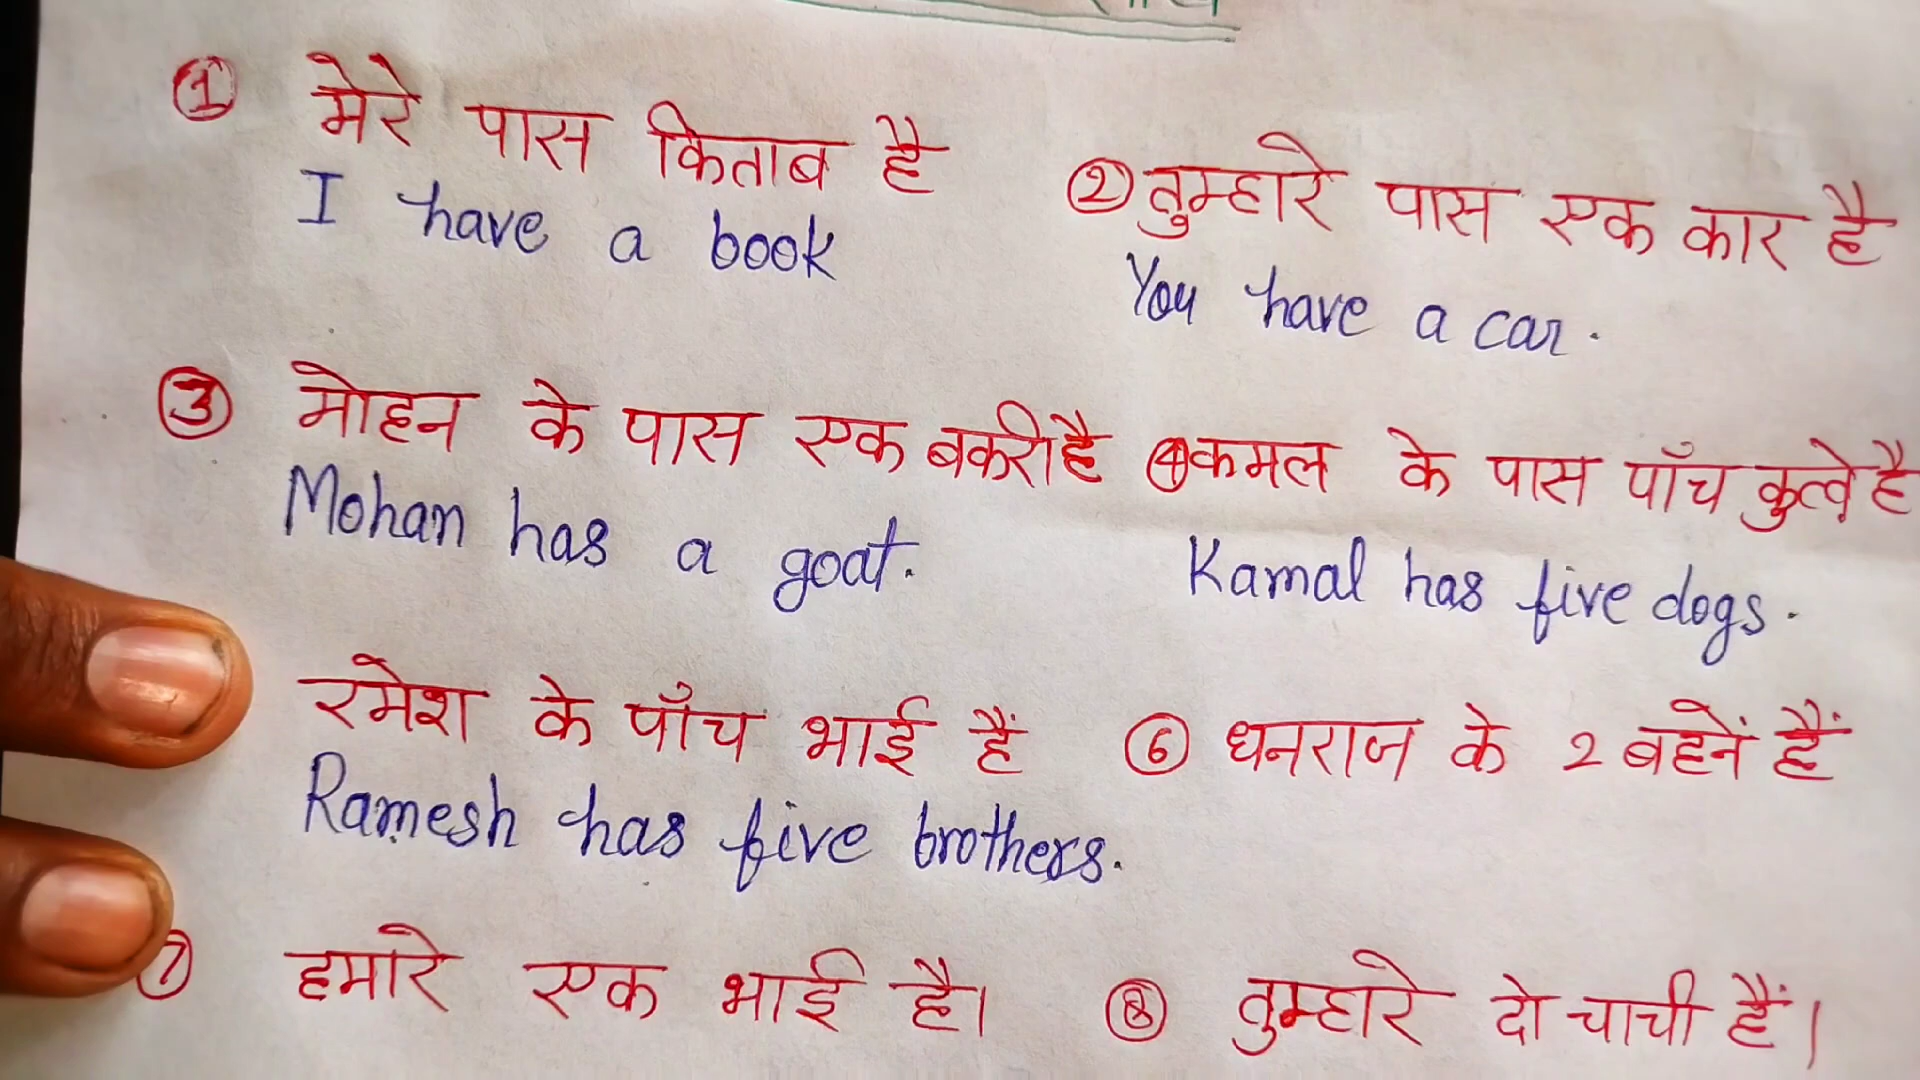 ① मेरे पास किताब है
I have a book
② तुम्हारे पास एक कार है
You have a car.
③ मोहन के पास एक बकरी है
Mohan has a goat.
④ कमल के पास पाँच कुत्ते है
Kamal has five dogs.
रमेश के पाँच भाई हैं
Ramesh has five brothers.
⑥ धनराज के 2 बहनें हैं
⑦ हमारे एक भाई है।
⑧ तुम्हारे दो चाची हैं।